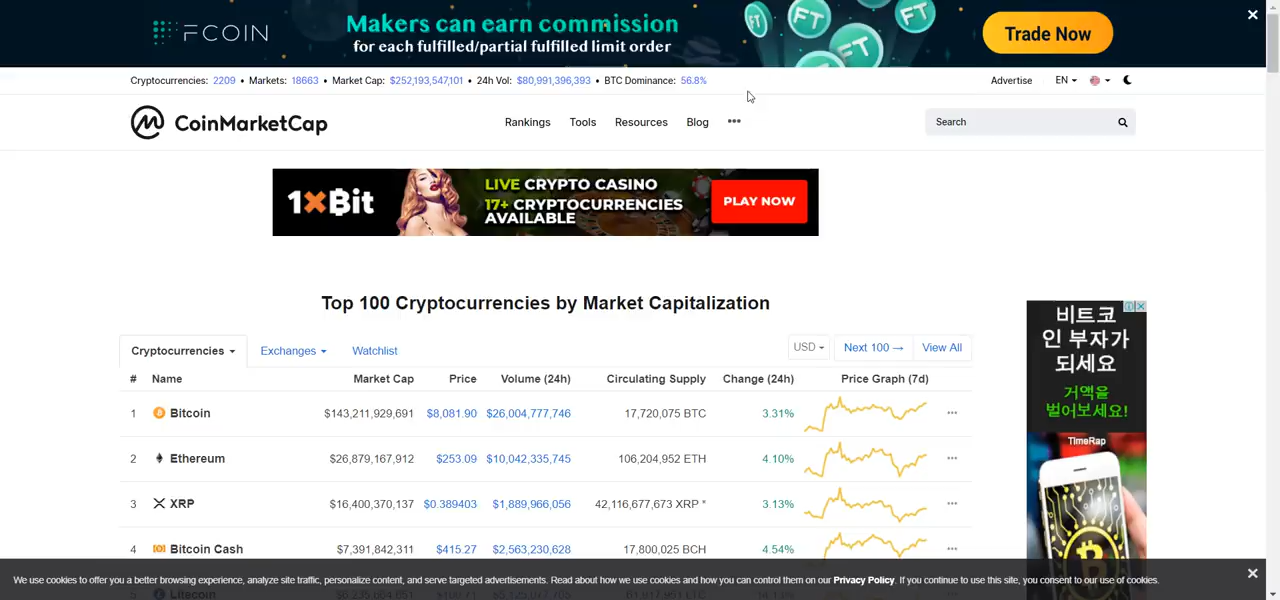 FCOIN
Makers can earn commission
for each fulfilled/partial fulfilled limit order
FT FT FT
Trade Now
Cryptocurrencies: 2209 • Markets: 18663 • Market Cap: $252,193,547,101 • 24h Vol: $80,991,396,393 • BTC Dominance: 56.8%
Advertise EN
CoinMarketCap
Rankings Tools Resources Blog •••
Search
1XBit
LIVE CRYPTO CASINO
17+ CRYPTOCURRENCIES
AVAILABLE
PLAY NOW
Top 100 Cryptocurrencies by Market Capitalization
Cryptocurrencies Exchanges Watchlist
USD Next 100 → View All
# Name Market Cap Price Volume (24h) Circulating Supply Change (24h) Price Graph (7d)
1 Bitcoin $143,211,929,691 $8,081.90 $26,004,777,746 17,720,075 BTC 3.31%
2 Ethereum $26,879,167,912 $253.09 $10,042,335,745 106,204,952 ETH 4.10%
3 XRP $16,400,370,137 $0.389403 $1,889,966,056 42,116,677,673 XRP * 3.13%
4 Bitcoin Cash $7,391,842,311 $415.27 $2,563,230,628 17,800,025 BCH 4.54%
Litecoin
비트코
인 부자가
되세요
거액을
벌어보세요!
TimeRap
We use cookies to offer you a better browsing experience, analyze site traffic, personalize content, and serve targeted advertisements. Read about how we use cookies and how you can control them on our Privacy Policy. If you continue to use this site, you consent to our use of cookies.